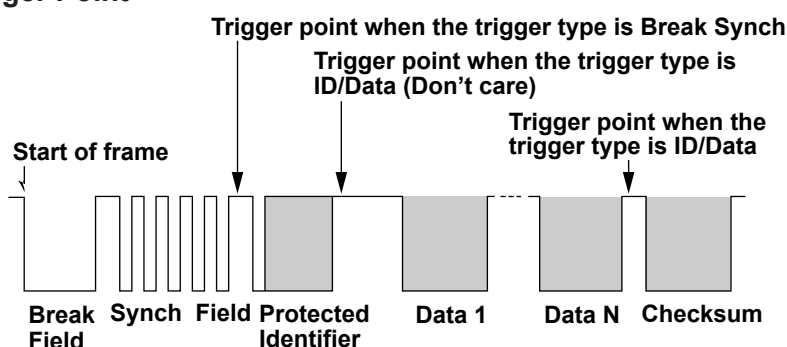 Trigger point when the trigger type is Break Synch
Trigger point when the trigger type is
ID/Data (Don't care)
Trigger point when the
trigger type is ID/Data
Start of frame
Break
Field
Synch Field
Protected
Identifier
Data 1
Data N
Checksum